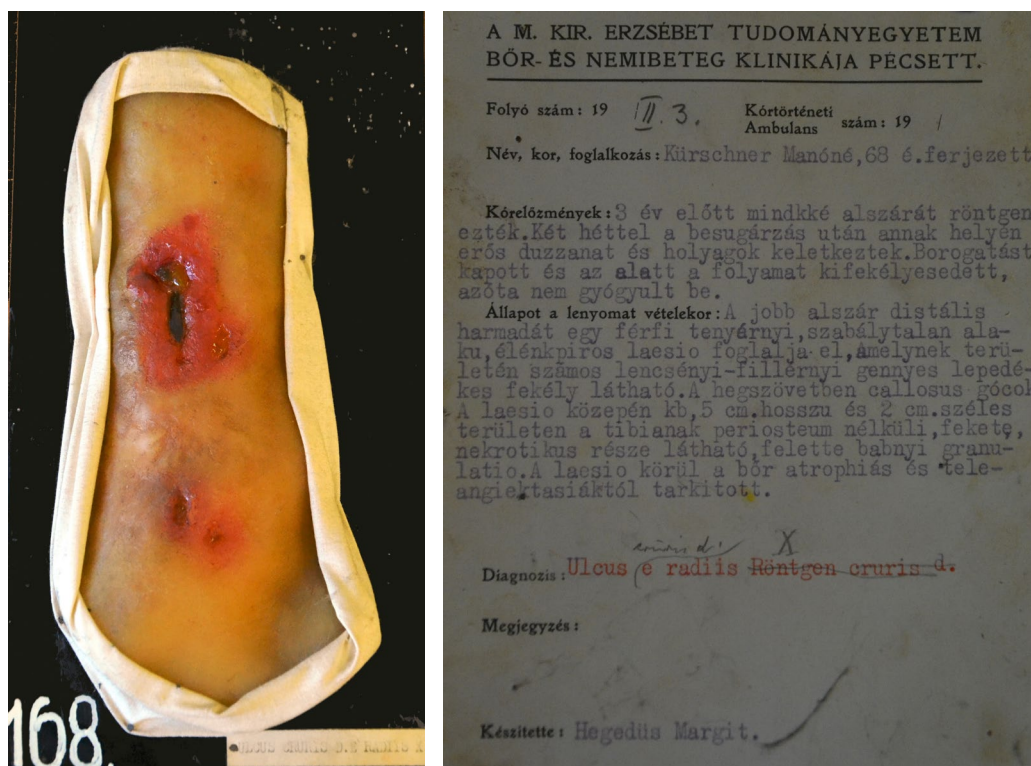 168.
A M. KIR. ERZSÉBET TUDOMÁNYEGYETEM
BŐR- ÉS NEMIBETEG KLINIKÁJA PÉCSETT.
Folyó szám: 19 III. 3.
Kórtörténeti
Ambulans szám: 19
Név, kor, foglalkozás: Kürschner Manóné,68 é.ferjezett
Kórelőzmények: 3 év előtt mindkké alszárát röntgen
ezték.Két héttel a besugárzás után annak helyén
erős duzzanat és holyagok keletkeztek.Borogatást
kapott és az alatt a folyamat kifekélyesedett,
azóta nem gyógyult be.
Állapot a lenyomat vételekor: A jobb alszár distális
harmadát egy férfi tenyérnyi,szabálytalan ala-
ku,élénkpiros laesio foglalja el,amelynek terü-
letén számos lencsényi-fillérnyi gennyes lepedé-
kes fekély látható.A hegszövetben callosus gócok
A laesio közepén kb,5 cm.hosszu és 2 cm.széles
területen a tibianak periosteum nélküli,fekete,
nekrotikus része látható,felette babnyi granu-
latio.A laesio körül a bőr atrophiás és tele-
angiektasiáktól tarkitott.
cruris d. X
Diagnozis: Ulcus e radiis Röntgen cruris d.
Megjegyzés:
Készitette: Hegedüs Margit.